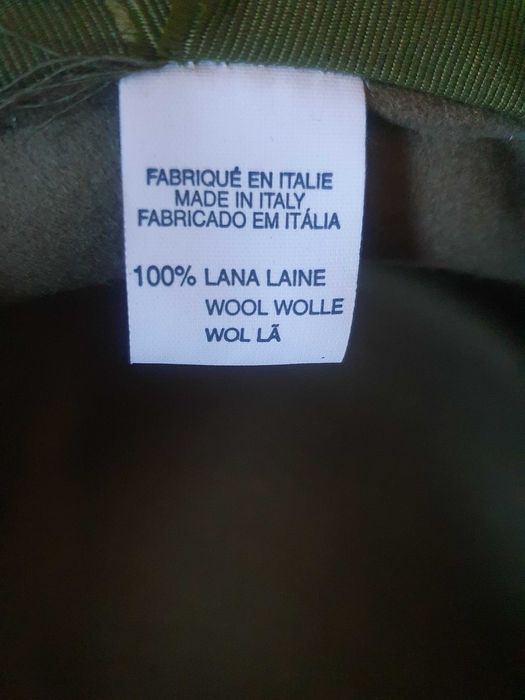 FABRIQUÉ EN ITALIE
MADE IN ITALY
FABRICADO EM ITÁLIA
100% LANA LAINE
WOOL WOLLE
WOL LÃ